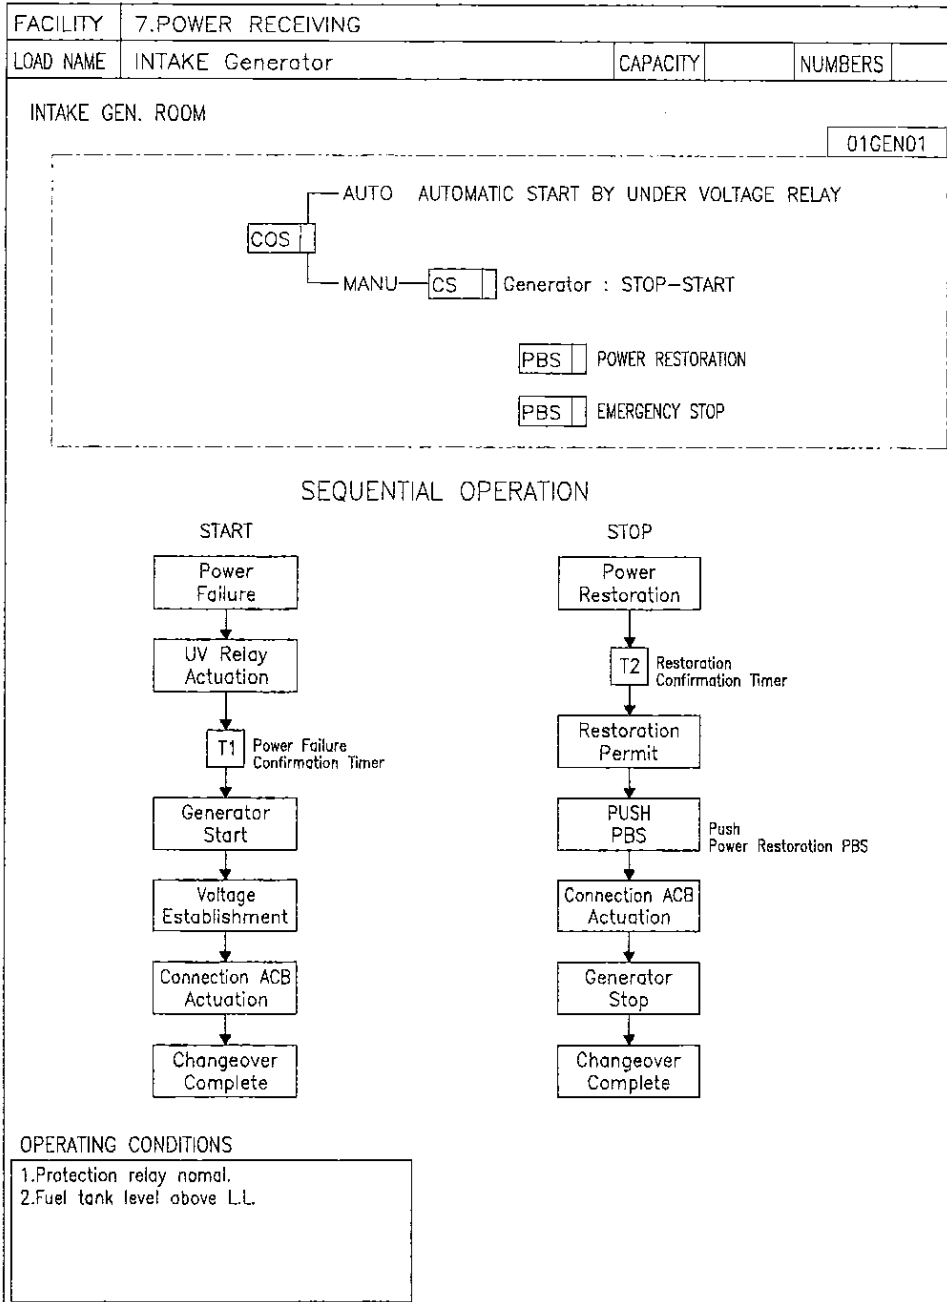 FACILITY 7.POWER RECEIVING
LOAD NAME INTAKE Generator CAPACITY NUMBERS
INTAKE GEN. ROOM
01GEN01
AUTO AUTOMATIC START BY UNDER VOLTAGE RELAY
COS
MANU CS Generator : STOP-START
PBS POWER RESTORATION
PBS EMERGENCY STOP
SEQUENTIAL OPERATION
START
Power
Failure
UV Relay
Actuation
T1 Power Failure
Confirmation Timer
Generator
Start
Voltage
Establishment
Connection ACB
Actuation
Changeover
Complete
STOP
Power
Restoration
T2 Restoration
Confirmation Timer
Restoration
Permit
PUSH
PBS
Push
Power Restoration PBS
Connection ACB
Actuation
Generator
Stop
Changeover
Complete
OPERATING CONDITIONS
1.Protection relay nomal.
2.Fuel tank level above L.L.